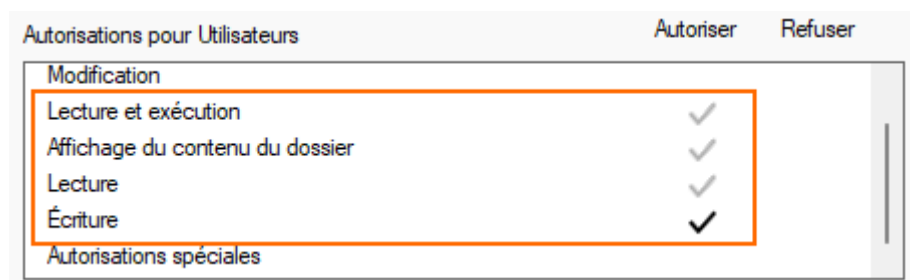 Autorisations pour Utilisateurs Autoriser Refuser
Modification
Lecture et exécution
Affichage du contenu du dossier
Lecture
Écriture
Autorisations spéciales